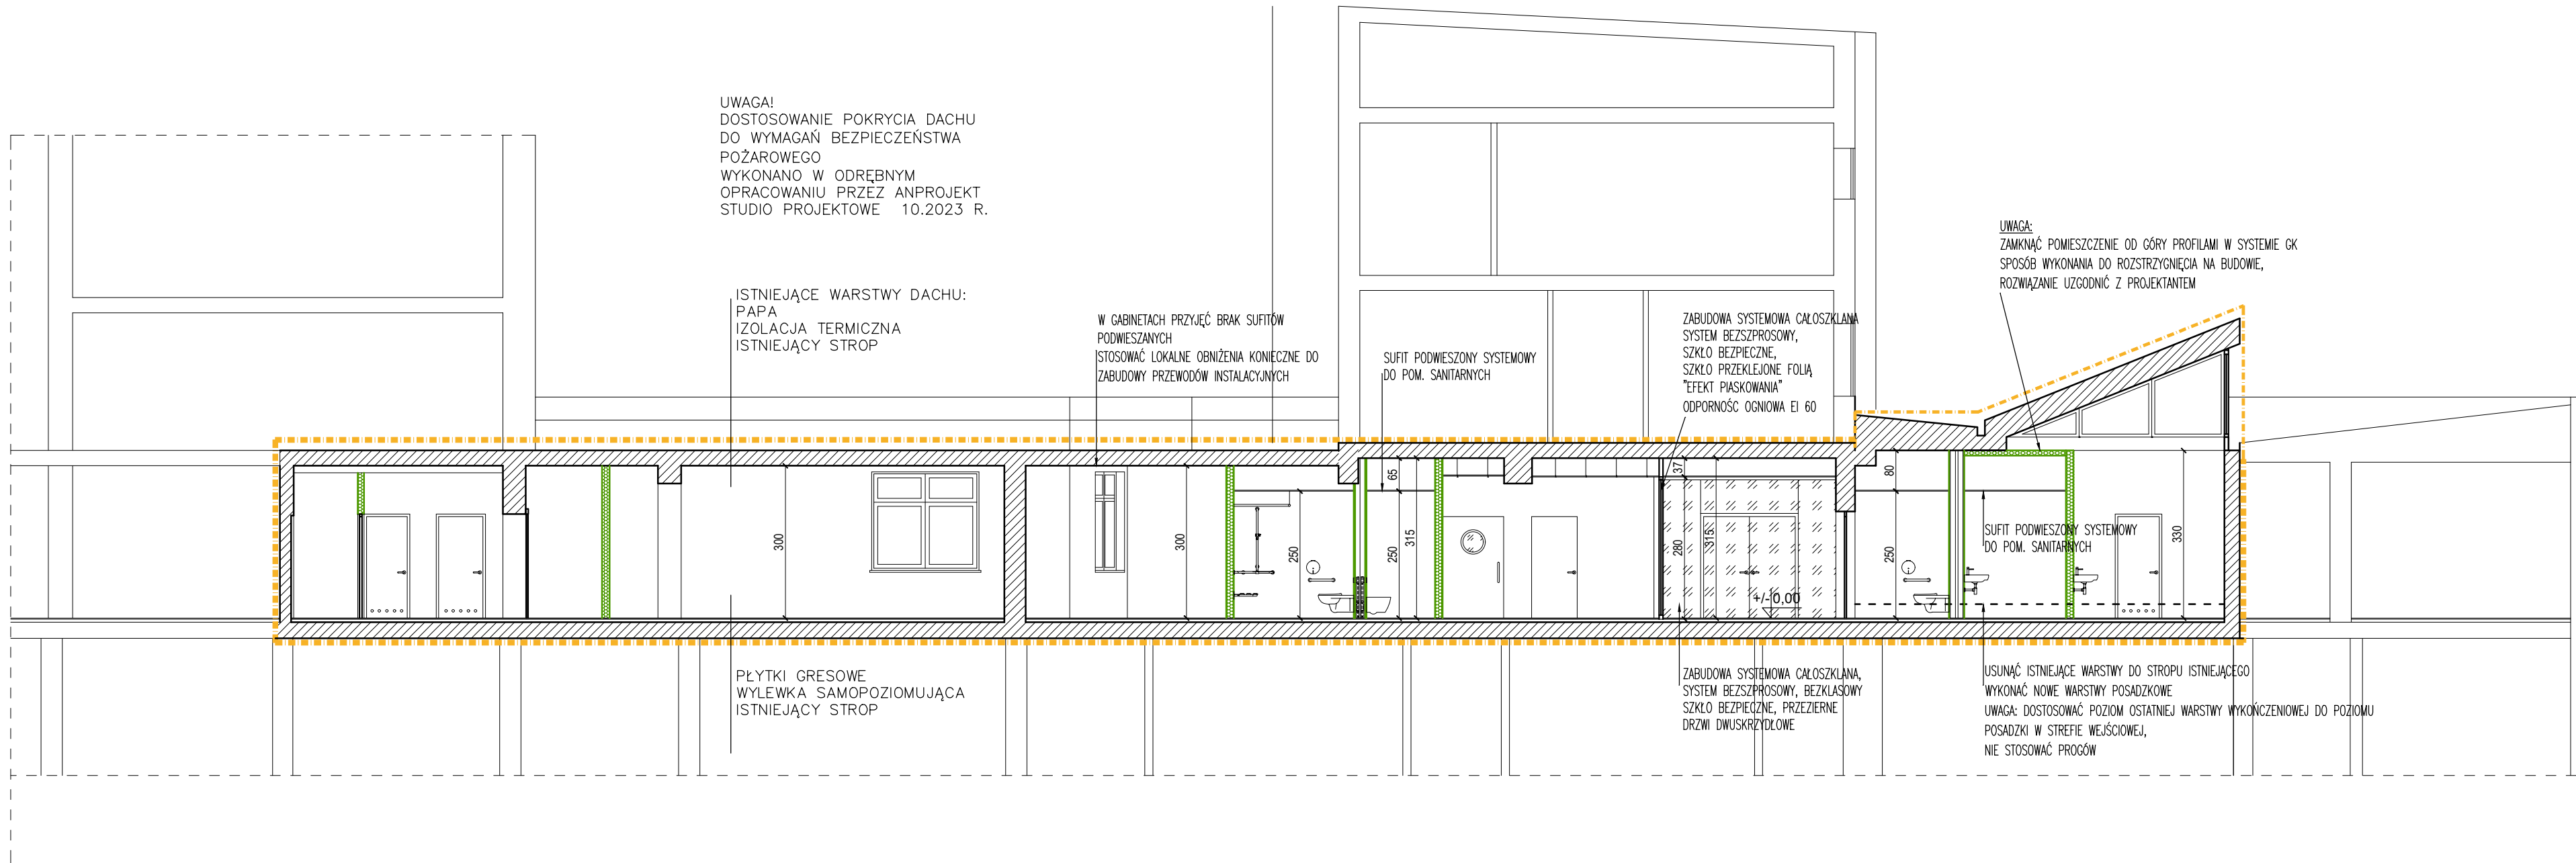 UWAGA!
DOSTOSOWANIE POKRYCIA DACHU
DO WYMAGAŃ BEZPIECZEŃSTWA
POŻAROWEGO
WYKONANO W ODRĘBNYM
OPRACOWANIU PRZEZ ANPROJEKT
STUDIO PROJEKTOWE 10.2023 R.
ISTNIEJĄCE WARSTWY DACHU:
PAPA
IZOLACJA TERMICZNA
ISTNIEJĄCY STROP
W GABINETACH PRZYJĘĆ BRAK SUFITÓW
PODWIESZANYCH
STOSOWAĆ LOKALNE OBNIŻENIA KONIECZNE DO
ZABUDOWY PRZEWODÓW INSTALACYJNYCH
SUFIT PODWIESZONY SYSTEMOWY
DO POM. SANITARNYCH
ZABUDOWA SYSTEMOWA CAŁOSZKLANA
SYSTEM BEZSZPROSOWY,
SZKŁO BEZPIECZNE,
SZKŁO PRZEKLEJONE FOLIĄ
"EFEKT PIASKOWANIA"
ODPORNOŚC OGNIOWA EI 60
UWAGA:
ZAMKNĄĆ POMIESZCZENIE OD GÓRY PROFILAMI W SYSTEMIE GK
SPOSÓB WYKONANIA DO ROZSTRZYGNIĘCIA NA BUDOWIE,
ROZWIĄZANIE UZGODNIĆ Z PROJEKTANTEM
300
300
250
65
250
315
37
280
315
+/- 0,00
80
250
330
SUFIT PODWIESZONY SYSTEMOWY
DO POM. SANITARNYCH
PŁYTKI GRESOWE
WYLEWKA SAMOPOZIOMUJĄCA
ISTNIEJĄCY STROP
ZABUDOWA SYSTEMOWA CAŁOSZKLANA,
SYSTEM BEZSZPROSOWY, BEZKLASOWY
SZKŁO BEZPIECZNE, PRZEZIERNE
DRZWI DWUSKRZYDŁOWE
USUNĄĆ ISTNIEJĄCE WARSTWY DO STROPU ISTNIEJĄCEGO
WYKONAĆ NOWE WARSTWY POSADZKOWE
UWAGA: DOSTOSOWAĆ POZIOM OSTATNIEJ WARSTWY WYKOŃCZENIOWEJ DO POZIOMU
POSADZKI W STREFIE WEJŚCIOWEJ,
NIE STOSOWAĆ PROGÓW